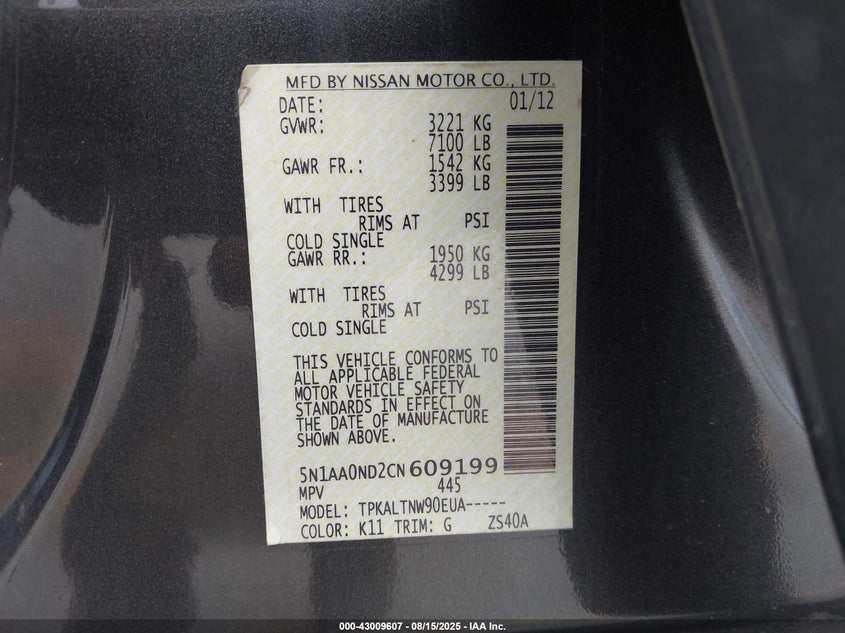 MFD BY NISSAN MOTOR CO., LTD.
DATE: 01/12
GVWR: 3221 KG
7100 LB
GAWR FR.: 1542 KG
3399 LB
WITH TIRES
RIMS AT PSI
COLD SINGLE
GAWR RR.: 1950 KG
4299 LB
WITH TIRES
RIMS AT PSI
COLD SINGLE
THIS VEHICLE CONFORMS TO
ALL APPLICABLE FEDERAL
MOTOR VEHICLE SAFETY
STANDARDS IN EFFECT ON
THE DATE OF MANUFACTURE
SHOWN ABOVE.
5N1AA0ND2CN609199
MPV 445
MODEL: TPKALTNW90EUA-----
COLOR: K11 TRIM: G ZS40A
000-43009607 - 08/15/2025 - IAA Inc.